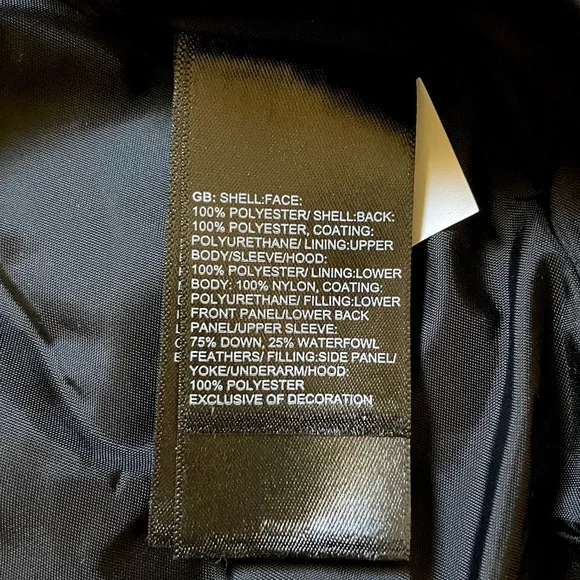 GB: SHELL:FACE:
100% POLYESTER/ SHELL:BACK:
100% POLYESTER, COATING:
POLYURETHANE/ LINING:UPPER
BODY/SLEEVE/HOOD:
100% POLYESTER/ LINING:LOWER
BODY: 100% NYLON, COATING:
POLYURETHANE/ FILLING:LOWER
FRONT PANEL/LOWER BACK
PANEL/UPPER SLEEVE:
75% DOWN, 25% WATERFOWL
FEATHERS/ FILLING:SIDE PANEL/
YOKE/UNDERARM/HOOD:
100% POLYESTER
EXCLUSIVE OF DECORATION